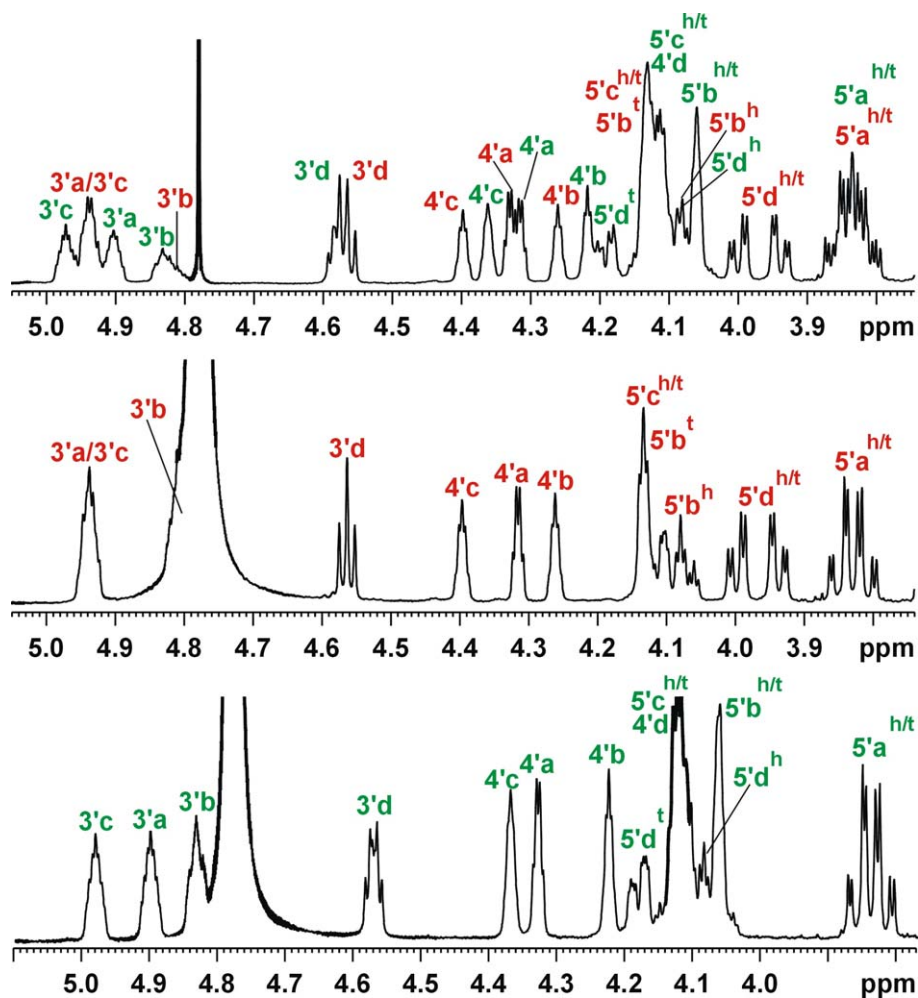 5'c h/t
4'd
5'c h/t
5'b t
5'b h/t
5'b h
5'd h
5'a h/t
5'a h/t
3'c
3'a/3'c
3'a
3'b
3'b
3'd
3'd
4'c
4'c
4'a
4'a
4'b
4'b
5'd t
5'd h/t
5.0 4.9 4.8 4.7 4.6 4.5 4.4 4.3 4.2 4.1 4.0 3.9 ppm
3'a/3'c
3'b
3'd
4'c
4'a
4'b
5'c h/t
5'b t
5'b h
5'd h/t
5'a h/t
5.0 4.9 4.8 4.7 4.6 4.5 4.4 4.3 4.2 4.1 4.0 3.9 ppm
3'c
3'a
3'b
3'd
4'c
4'a
4'b
5'd t
5'c h/t
4'd
5'b h/t
5'd h
5'a h/t
5.0 4.9 4.8 4.7 4.6 4.5 4.4 4.3 4.2 4.1 4.0 ppm